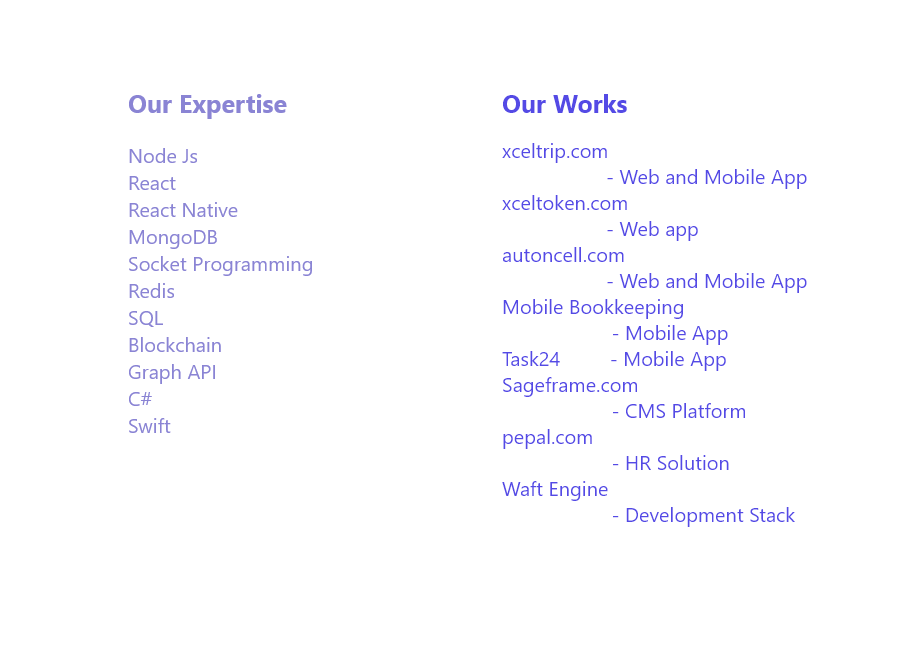 Our Expertise
Node Js
React
React Native
MongoDB
Socket Programming
Redis
SQL
Blockchain
Graph API
C#
Swift
Our Works
xceltrip.com
- Web and Mobile App
xceltoken.com
- Web app
autoncell.com
- Web and Mobile App
Mobile Bookkeeping
- Mobile App
Task24 - Mobile App
Sageframe.com
- CMS Platform
pepal.com
- HR Solution
Waft Engine
- Development Stack